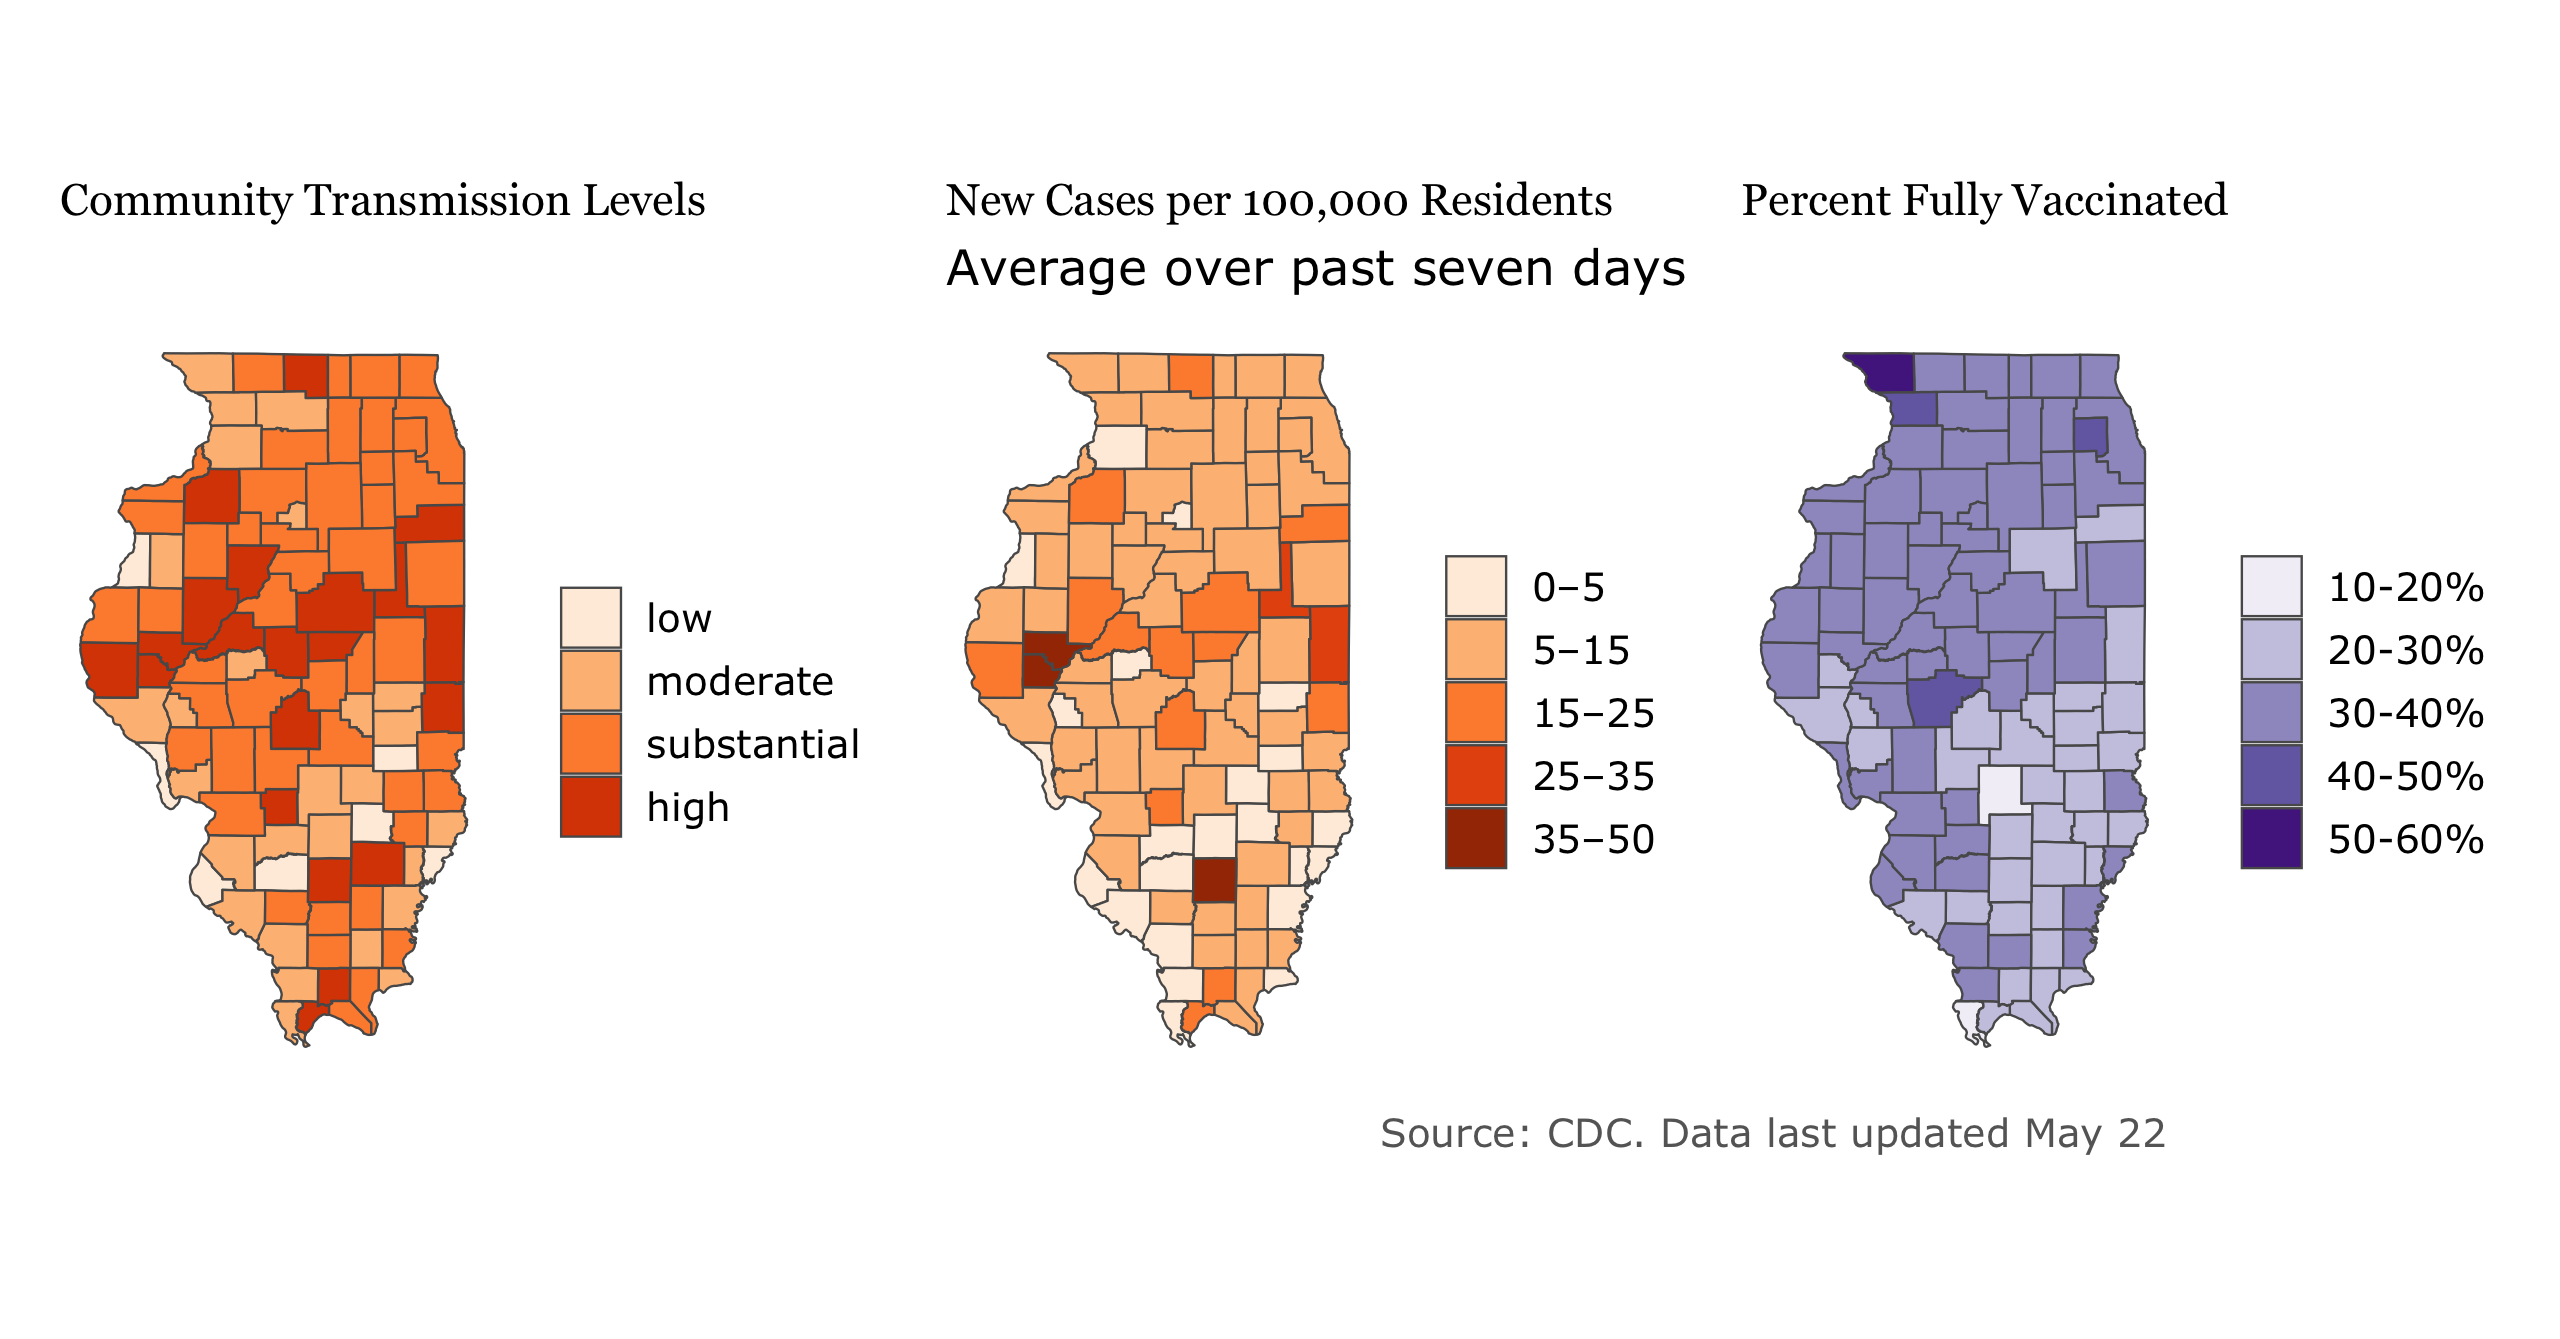 Community Transmission Levels
New Cases per 100,000 Residents
Average over past seven days
Percent Fully Vaccinated
low
moderate
substantial
high
0–5
5–15
15–25
25–35
35–50
10-20%
20-30%
30-40%
40-50%
50-60%
Source: CDC. Data last updated May 22